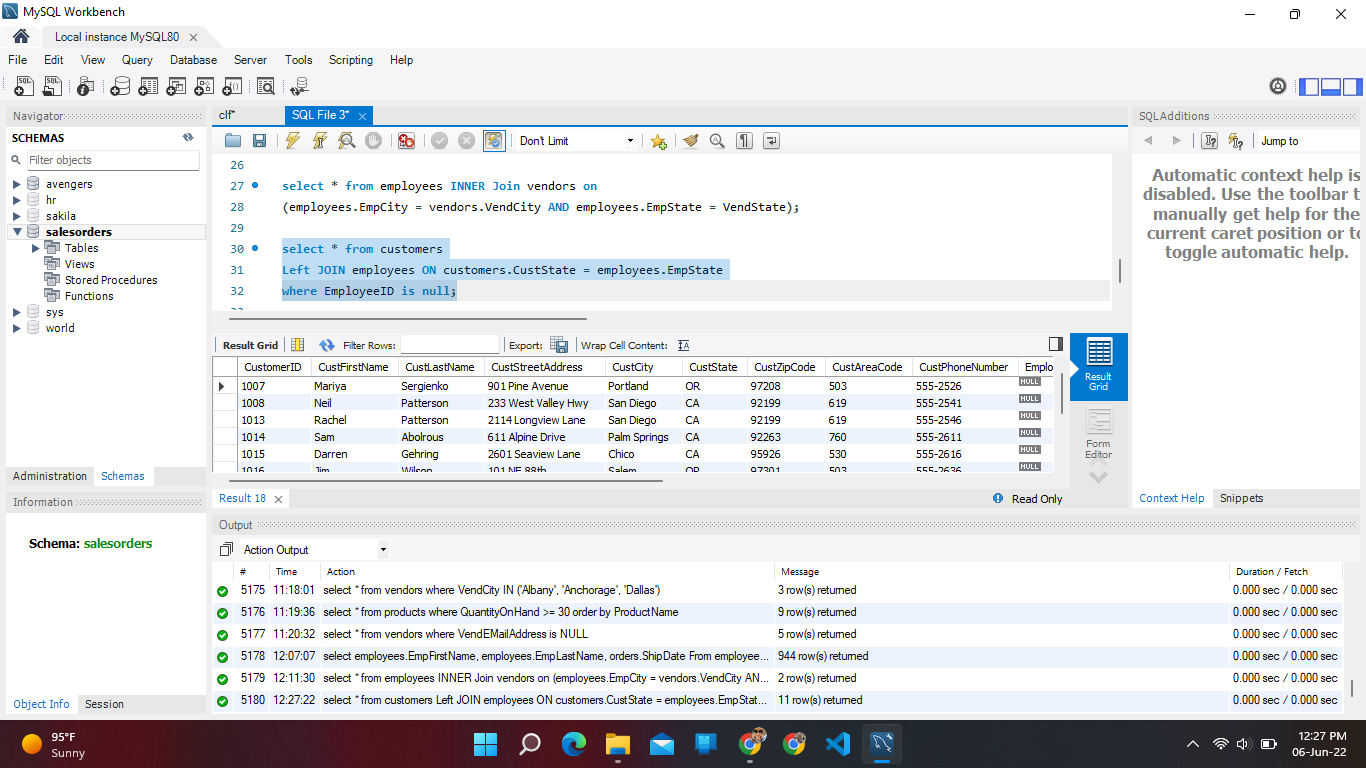 MySQL Workbench
Local instance MySQL80
File Edit View Query Database Server Tools Scripting Help
Navigator
SCHEMAS
Filter objects
avengers
hr
sakila
salesorders
Tables
Views
Stored Procedures
Functions
sys
world
Administration Schemas
Information
Schema: salesorders
Object Info Session
clf* SQL File 3*
Don't Limit
26
27 select * from employees INNER Join vendors on
28 (employees.EmpCity = vendors.VendCity AND employees.EmpState = VendState);
29
30 select * from customers
31 Left JOIN employees ON customers.CustState = employees.EmpState
32 where EmployeeID is null;
Result Grid Filter Rows: Export: Wrap Cell Content:
CustomerID CustFirstName CustLastName CustStreetAddress CustCity CustState CustZipCode CustAreaCode CustPhoneNumber Emplo
1007 Mariya Sergienko 901 Pine Avenue Portland OR 97208 503 555-2526 NULL
1008 Neil Patterson 233 West Valley Hwy San Diego CA 92199 619 555-2541 NULL
1013 Rachel Patterson 2114 Longview Lane San Diego CA 92199 619 555-2546 NULL
1014 Sam Abolrous 611 Alpine Drive Palm Springs CA 92263 760 555-2611 NULL
1015 Darren Gehring 2601 Seaview Lane Chico CA 95926 530 555-2616 NULL
1016 Jim Wilson 101 NE 88th Salem OR 97301 503 555-2636 NULL
Result Grid
Form Editor
Result 18
Read Only
SQLAdditions
Jump to
Automatic context help is
disabled. Use the toolbar t
manually get help for the
current caret position or to
toggle automatic help.
Context Help Snippets
Output
Action Output
# Time Action Message Duration / Fetch
5175 11:18:01 select * from vendors where VendCity IN ('Albany', 'Anchorage', 'Dallas') 3 row(s) returned 0.000 sec / 0.000 sec
5176 11:19:36 select * from products where QuantityOnHand >= 30 order by ProductName 9 row(s) returned 0.000 sec / 0.000 sec
5177 11:20:32 select * from vendors where VendEMailAddress is NULL 5 row(s) returned 0.000 sec / 0.000 sec
5178 12:07:07 select employees.EmpFirstName, employees.EmpLastName, orders.ShipDate From employee... 944 row(s) returned 0.000 sec / 0.000 sec
5179 12:11:30 select * from employees INNER Join vendors on (employees.EmpCity = vendors.VendCity AN... 2 row(s) returned 0.000 sec / 0.000 sec
5180 12:27:22 select * from customers Left JOIN employees ON customers.CustState = employees.EmpStat... 11 row(s) returned 0.000 sec / 0.000 sec
95°F
Sunny
12:27 PM
06-Jun-22